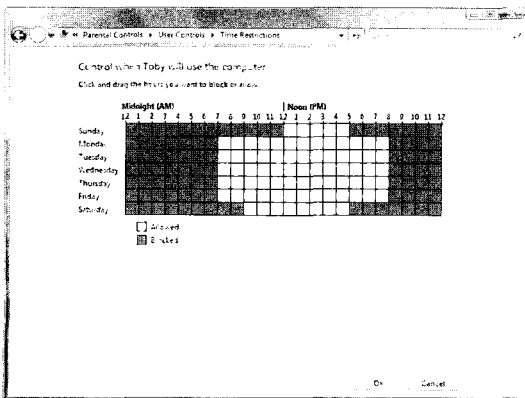 « Parental Controls ▸ User Controls ▸ Time Restrictions
Control when Toby will use the computer
Click and drag the hours you want to block or allow.
Midnight (AM) Noon (PM)
12 1 2 3 4 5 6 7 8 9 10 11 12 1 2 3 4 5 6 7 8 9 10 11 12
Sunday
Monday
Tuesday
Wednesday
Thursday
Friday
Saturday
Allowed
Blocked
OK Cancel